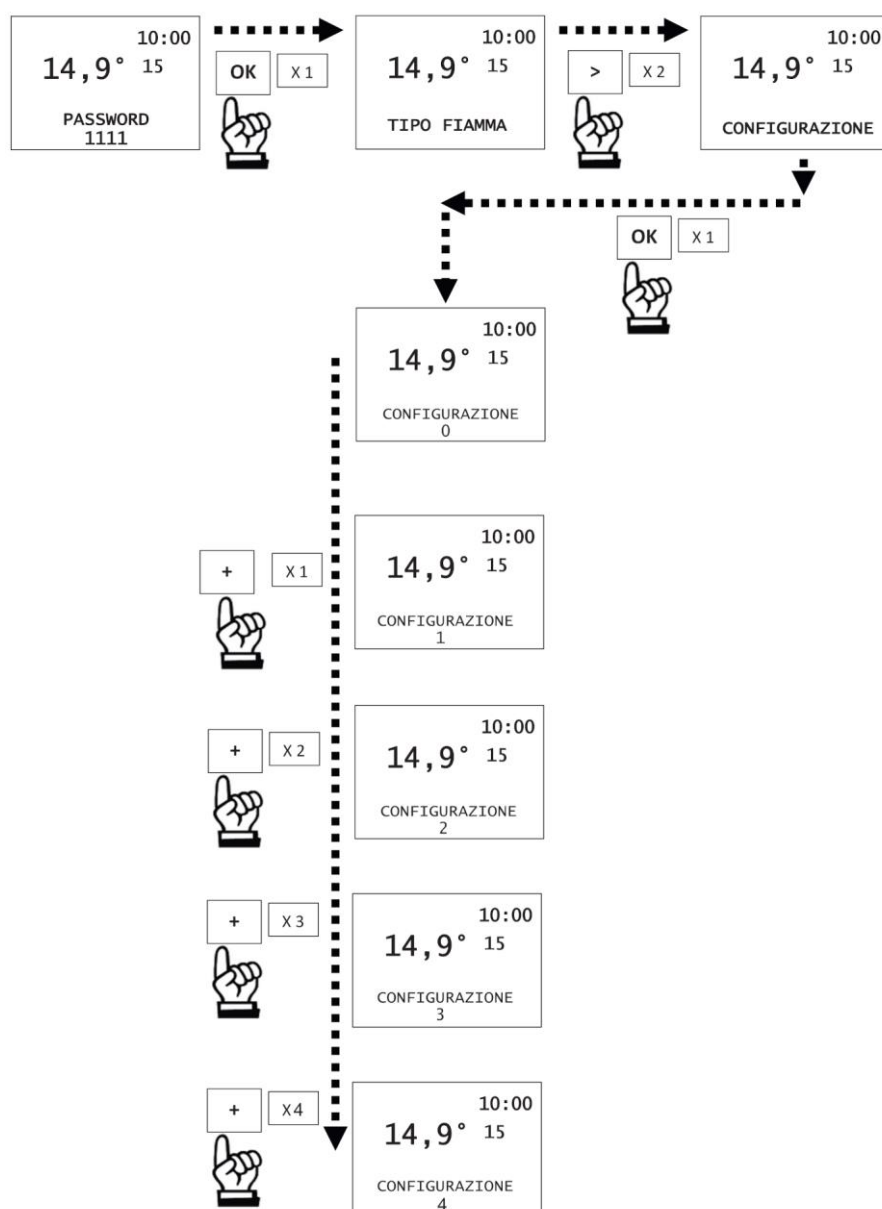 10:00
14,9° 15
PASSWORD
1111
OK X 1
10:00
14,9° 15
TIPO FIAMMA
> X 2
10:00
14,9° 15
CONFIGURAZIONE
OK X 1
10:00
14,9° 15
CONFIGURAZIONE
0
+ X 1
10:00
14,9° 15
CONFIGURAZIONE
1
+ X 2
10:00
14,9° 15
CONFIGURAZIONE
2
+ X 3
10:00
14,9° 15
CONFIGURAZIONE
3
+ X4
10:00
14,9° 15
CONFIGURAZIONE
4